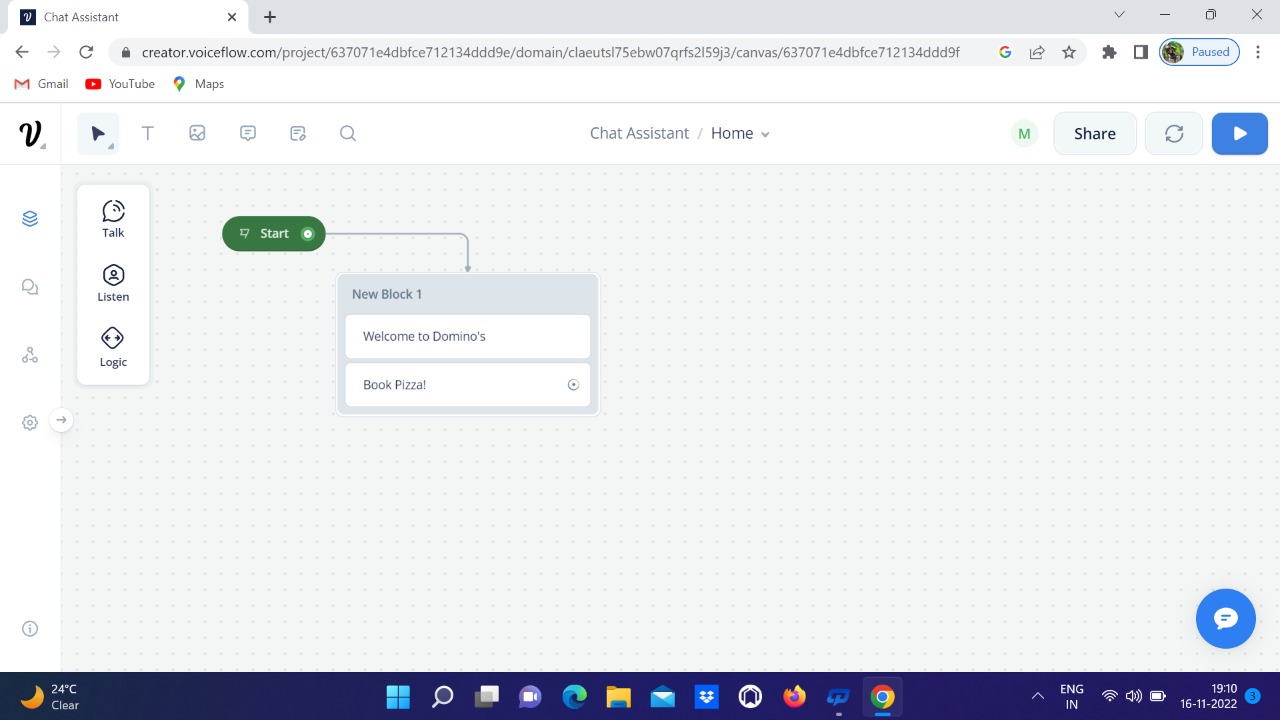 Chat Assistant
creator.voiceflow.com/project/637071e4dbfce712134ddd9e/domain/claeutsl75ebw07qrfs2l59j3/canvas/637071e4dbfce712134ddd9f
Paused
Gmail
YouTube
Maps
Chat Assistant / Home
M
Share
Talk
Listen
Logic
Start
New Block 1
Welcome to Domino's
Book Pizza!
24°C
Clear
ENG
IN
19:10
16-11-2022
3